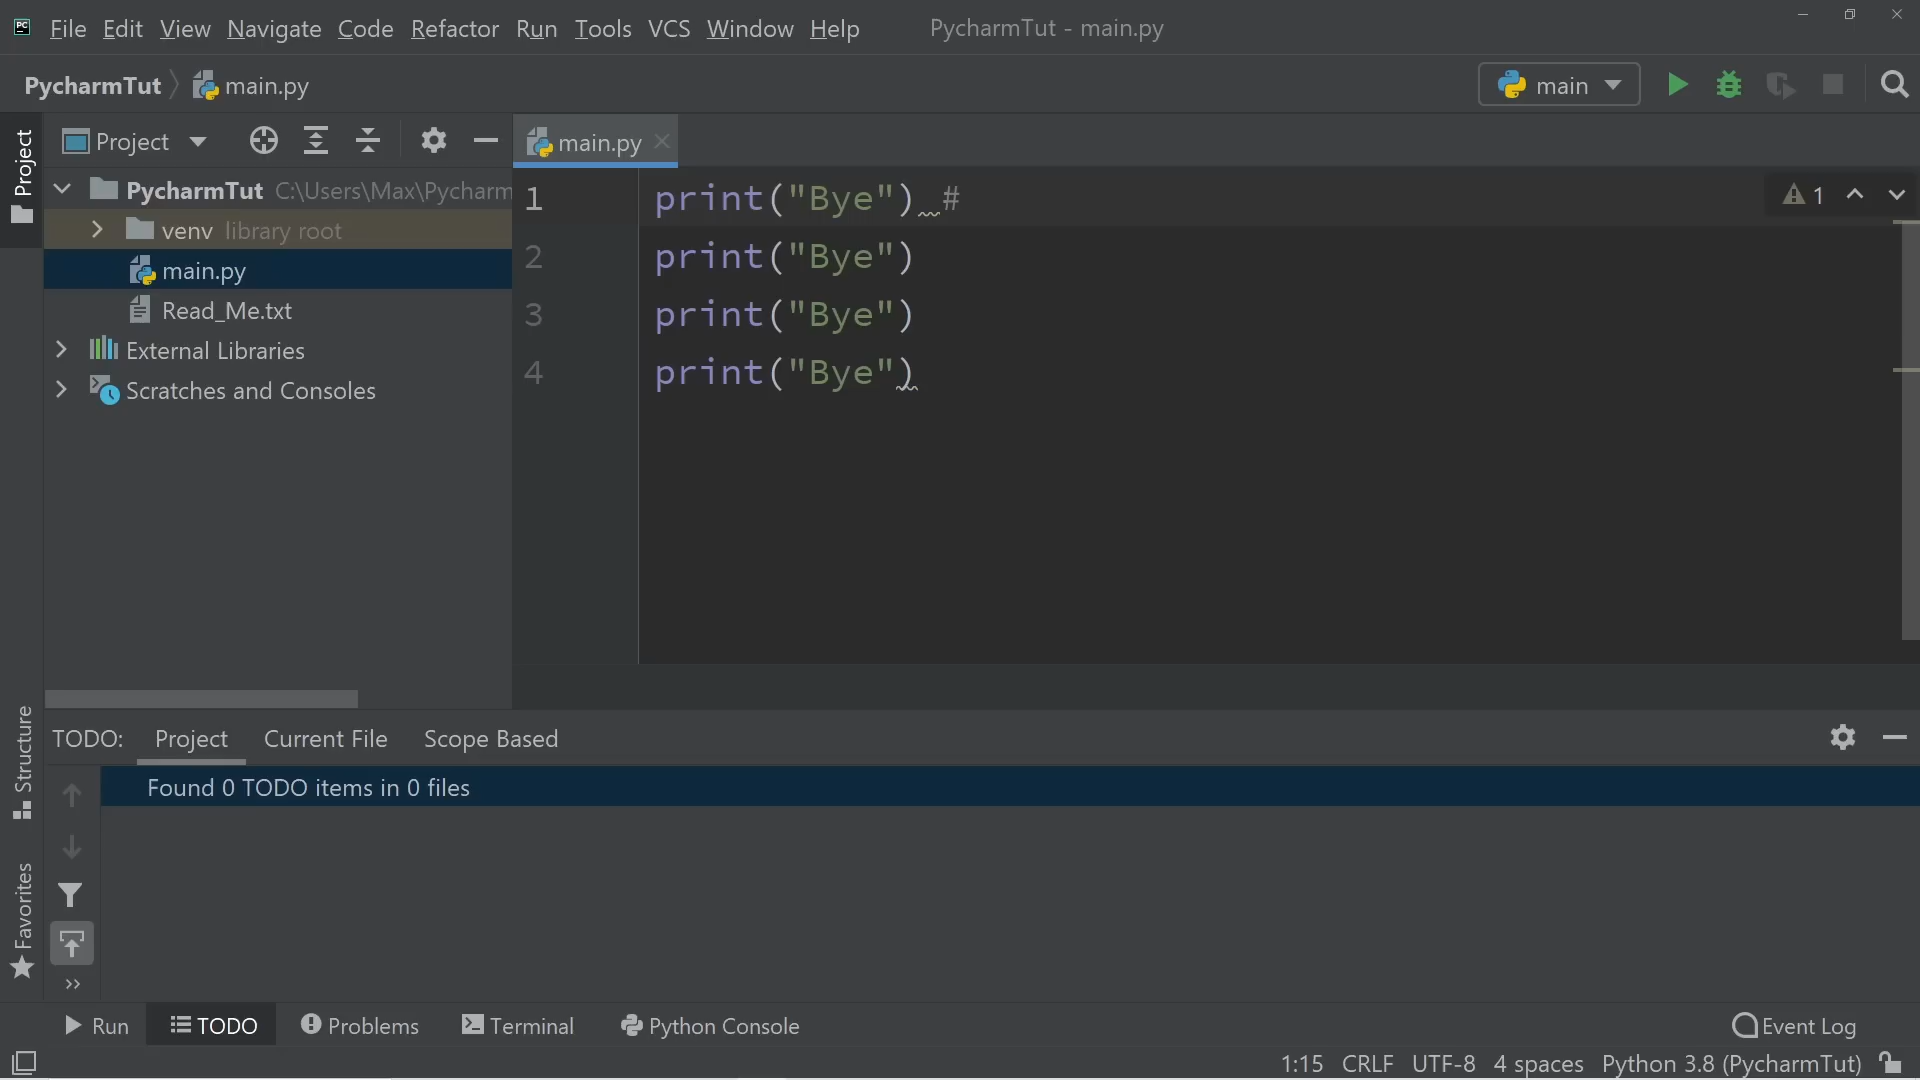 PC File Edit View Navigate Code Refactor Run Tools VCS Window Help PycharmTut - main.py
PycharmTut main.py main
Project main.py
Project
PycharmTut C:\Users\Max\Pycharm
venv library root
main.py
Read_Me.txt
External Libraries
Scratches and Consoles
1 print("Bye") #
2 print("Bye")
3 print("Bye")
4 print("Bye")
1
Structure
Favorites
TODO: Project Current File Scope Based
Found 0 TODO items in 0 files
Run TODO Problems Terminal Python Console Event Log
1:15 CRLF UTF-8 4 spaces Python 3.8 (PycharmTut)